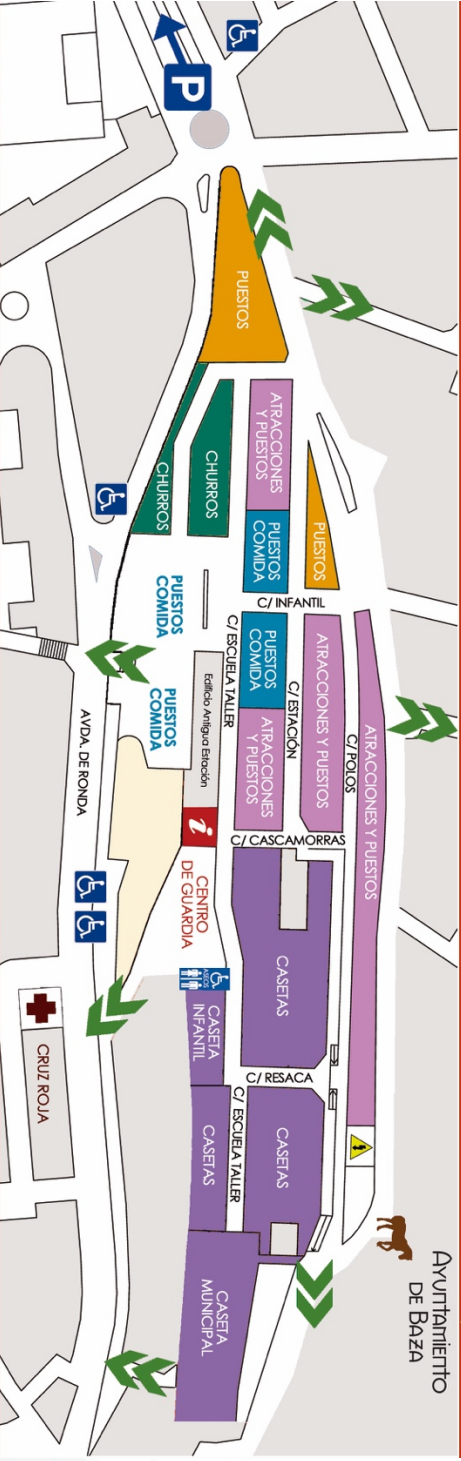 P
PUESTOS
CHURROS
CHURROS
ATRACCIONES
Y PUESTOS
PUESTOS
COMIDA
PUESTOS
C/ INFANTIL
PUESTOS
COMIDA
PUESTOS
COMIDA
C/ ESCUELA TALLER
Edificio Antigua Estación
i
PUESTOS
COMIDA
ATRACCIONES
Y PUESTOS
C/ ESTACIÓN
ATRACCIONES Y PUESTOS
C/ POLOS
ATRACCIONES Y PUESTOS
C/ CASCAMORRAS
AVDA. DE RONDA
CENTRO
DE GUARDIA
ASEOS
CASETA
INFANTIL
CASETAS
C/ RESACA
C/ ESCUELA TALLER
CASETAS
CASETAS
CASETA
MUNICIPAL
CRUZ ROJA
AYUNTAMIENTO
DE BAZA